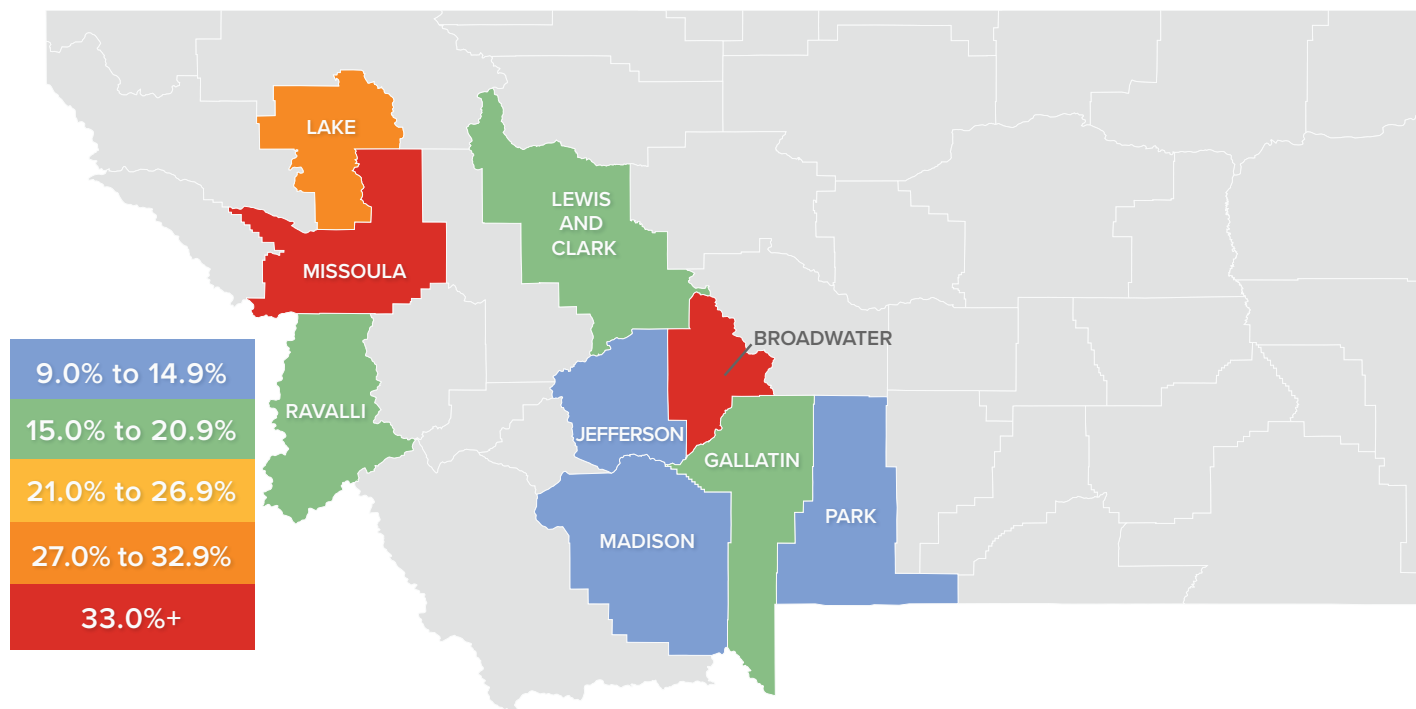 LAKE
LEWIS
AND
CLARK
MISSOULA
BROADWATER
9.0% to 14.9%
15.0% to 20.9%
21.0% to 26.9%
27.0% to 32.9%
33.0%+
RAVALLI
JEFFERSON
GALLATIN
PARK
MADISON